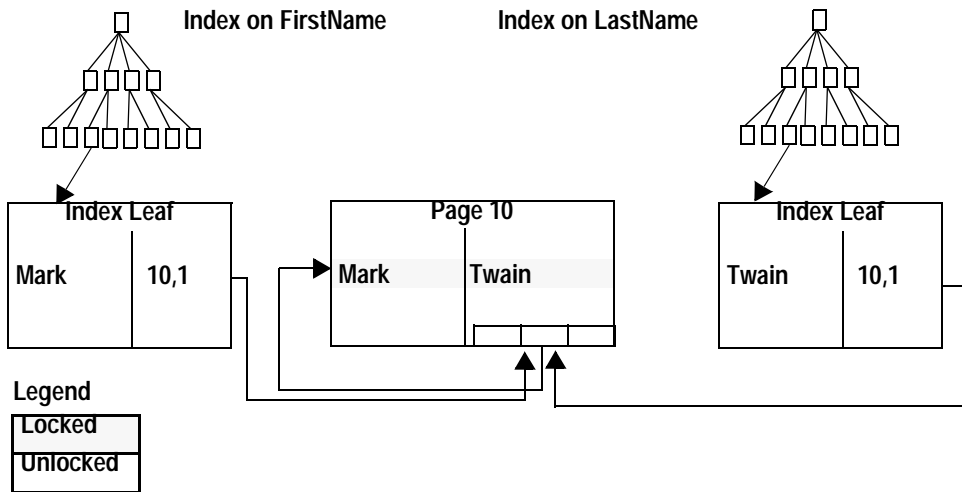 Index on FirstName
Index on LastName
Index Leaf
Mark
10,1
Page 10
Mark
Twain
Index Leaf
Twain
10,1
Legend
Locked
Unlocked